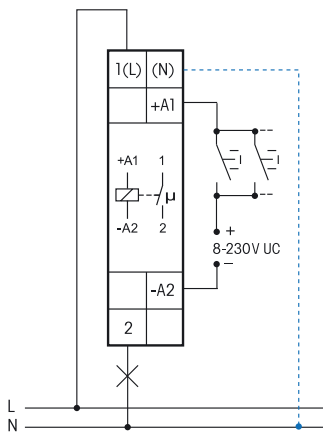 1(L) (N)
+A1
+A1 1
μ
-A2 2
+
8-230V UC
–
-A2
2
L
N